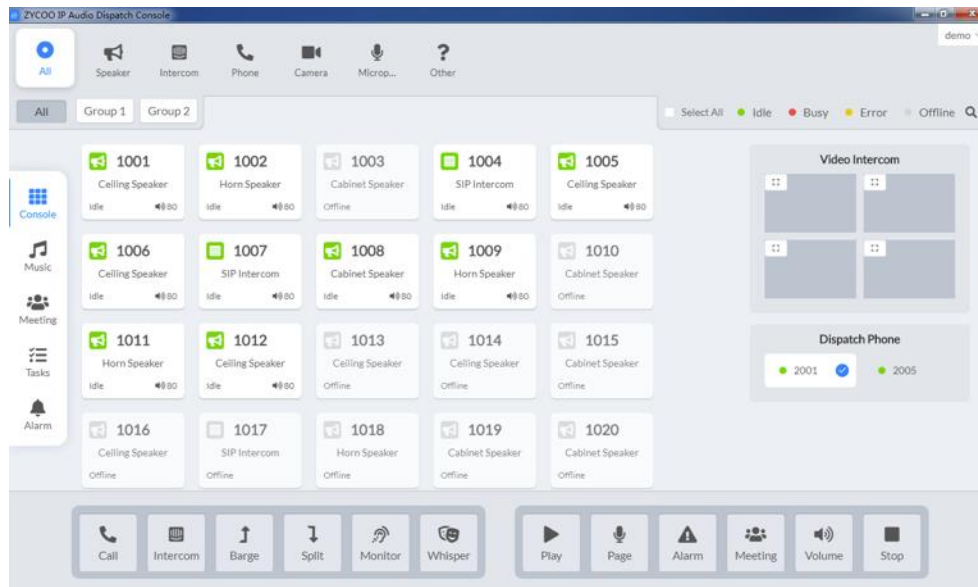 ZYCOO IP Audio Dispatch Console
demo
All
Speaker
Intercom
Phone
Camera
Microp...
?
Other
All
Group 1
Group 2
Select All
Idle
Busy
Error
Offline
Console
Music
Meeting
Tasks
Alarm
1001
Ceiling Speaker
Idle 80
1002
Horn Speaker
Idle 80
1003
Cabinet Speaker
Offline
1004
SIP Intercom
Idle 80
1005
Ceiling Speaker
Idle 80
1006
Ceiling Speaker
Idle 80
1007
SIP Intercom
Idle 80
1008
Cabinet Speaker
Idle 80
1009
Horn Speaker
Idle 80
1010
Cabinet Speaker
Offline
1011
Horn Speaker
Idle 80
1012
Ceiling Speaker
Idle 80
1013
Ceiling Speaker
Offline
1014
Ceiling Speaker
Offline
1015
Cabinet Speaker
Offline
1016
Ceiling Speaker
Offline
1017
SIP Intercom
Offline
1018
Horn Speaker
Offline
1019
Cabinet Speaker
Offline
1020
Cabinet Speaker
Offline
Video Intercom
Dispatch Phone
2001
2005
Call
Intercom
Barge
Split
Monitor
Whisper
Play
Page
Alarm
Meeting
Volume
Stop